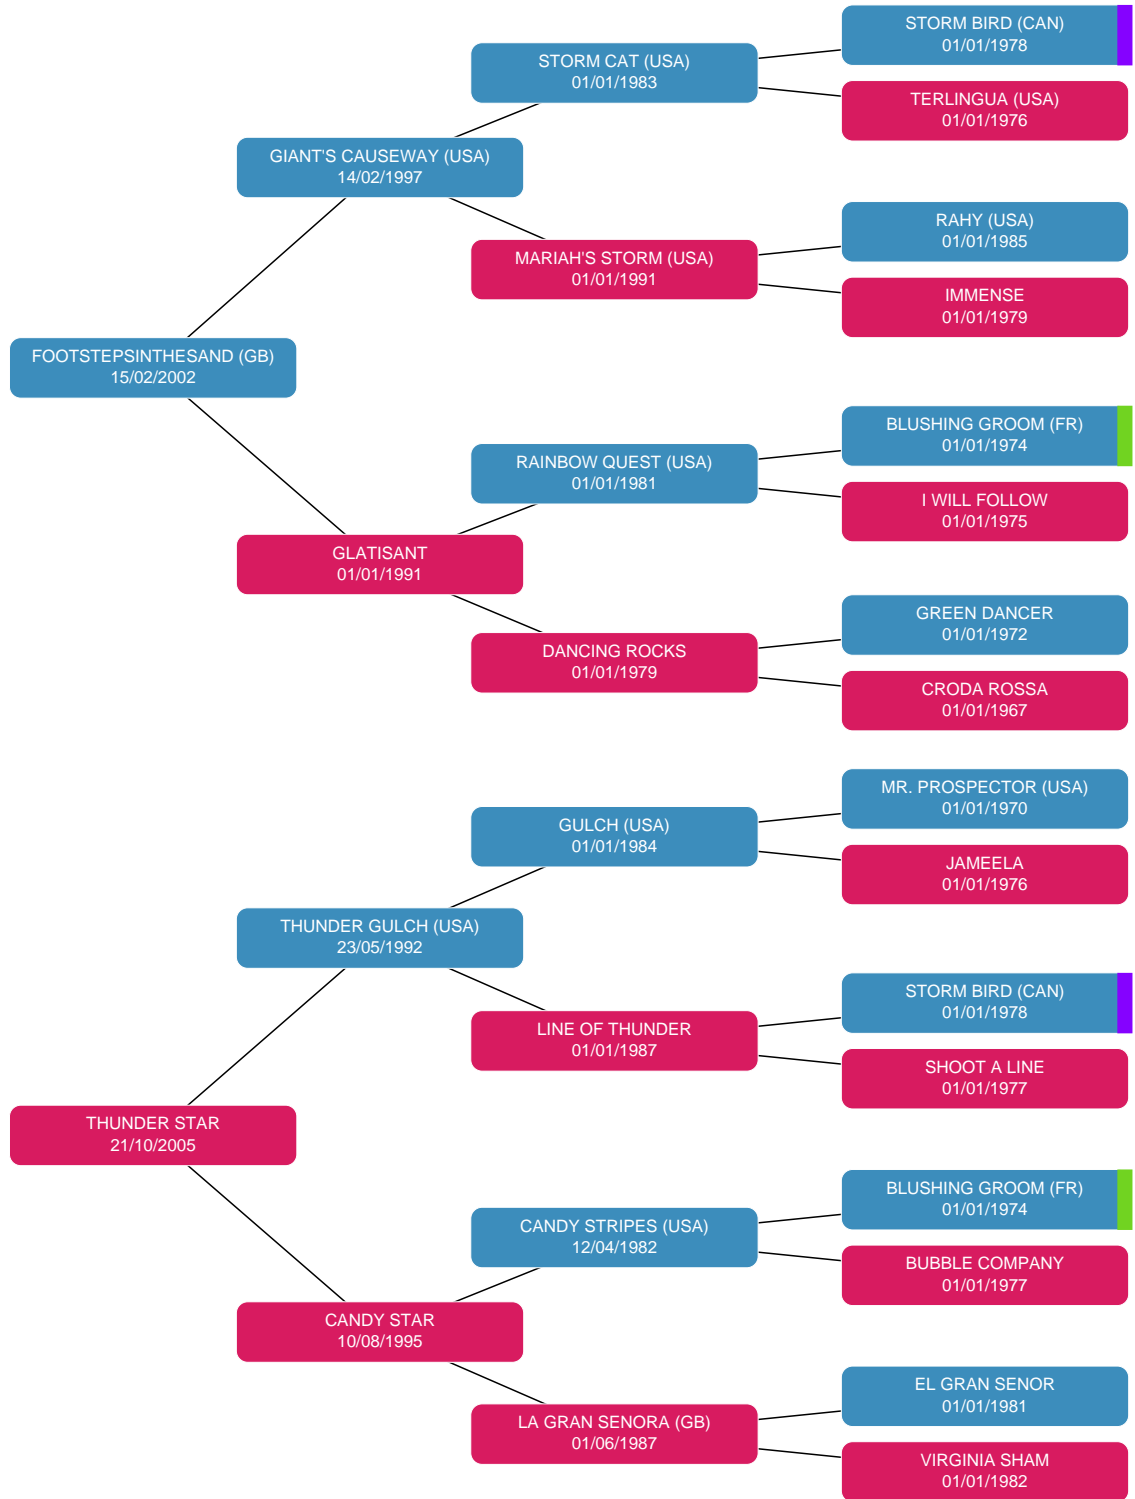 STORM BIRD (CAN)
01/01/1978
STORM CAT (USA)
01/01/1983
TERLINGUA (USA)
01/01/1976
GIANT'S CAUSEWAY (USA)
14/02/1997
RAHY (USA)
01/01/1985
MARIAH'S STORM (USA)
01/01/1991
IMMENSE
01/01/1979
FOOTSTEPSINTHESAND (GB)
15/02/2002
BLUSHING GROOM (FR)
01/01/1974
RAINBOW QUEST (USA)
01/01/1981
I WILL FOLLOW
01/01/1975
GLATISANT
01/01/1991
GREEN DANCER
01/01/1972
DANCING ROCKS
01/01/1979
CRODA ROSSA
01/01/1967
MR. PROSPECTOR (USA)
01/01/1970
GULCH (USA)
01/01/1984
JAMEELA
01/01/1976
THUNDER GULCH (USA)
23/05/1992
STORM BIRD (CAN)
01/01/1978
LINE OF THUNDER
01/01/1987
SHOOT A LINE
01/01/1977
THUNDER STAR
21/10/2005
BLUSHING GROOM (FR)
01/01/1974
CANDY STRIPES (USA)
12/04/1982
BUBBLE COMPANY
01/01/1977
CANDY STAR
10/08/1995
EL GRAN SENOR
01/01/1981
LA GRAN SENORA (GB)
01/06/1987
VIRGINIA SHAM
01/01/1982